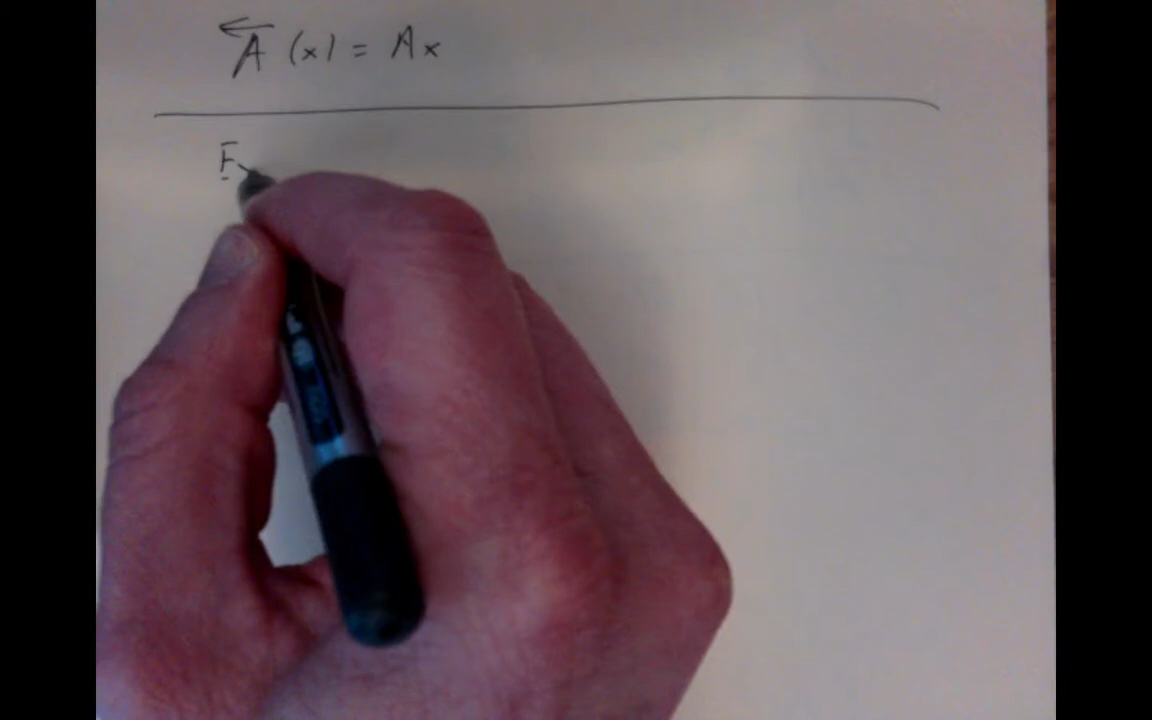 A⃖ (x) = Ax
E